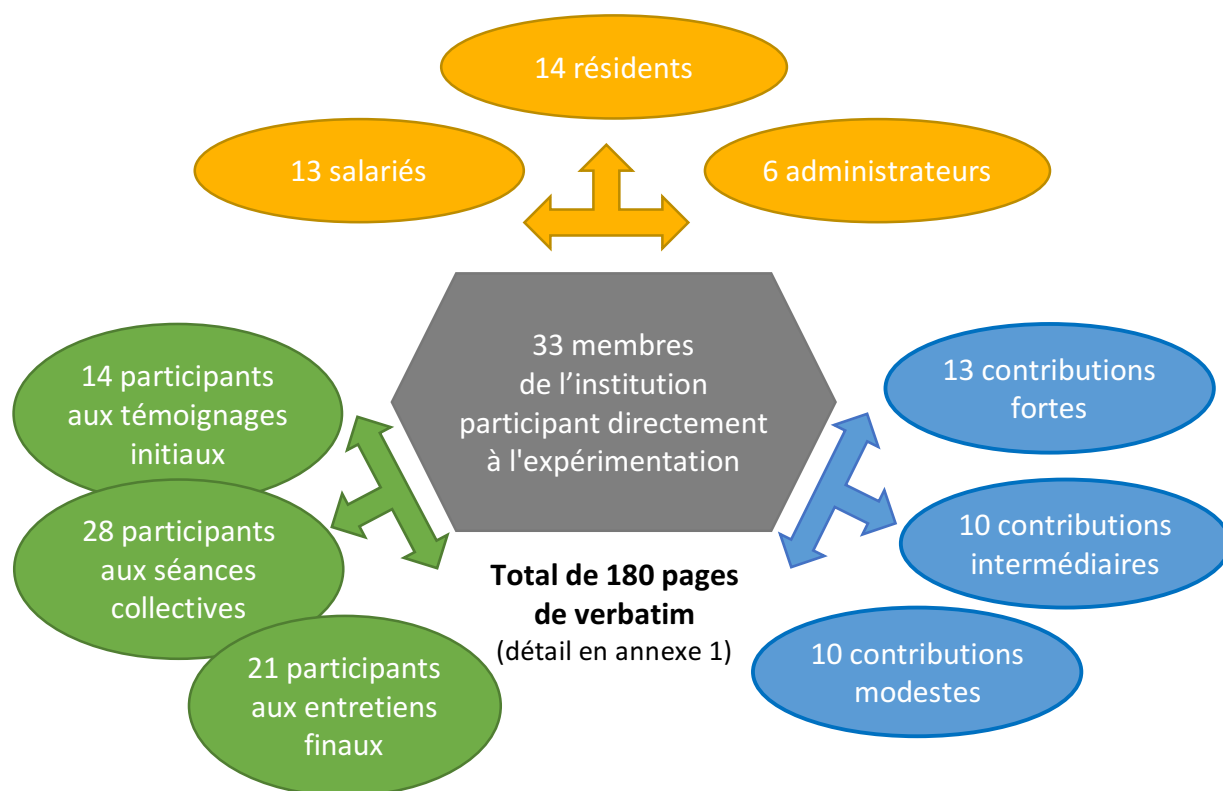 14 résidents
13 salariés
6 administrateurs
33 membres
de l’institution
participant directement
à l'expérimentation
14 participants
aux témoignages
initiaux
28 participants
aux séances
collectives
21 participants
aux entretiens
finaux
13 contributions
fortes
10 contributions
intermédiaires
10 contributions
modestes
Total de 180 pages
de verbatim
(détail en annexe 1)